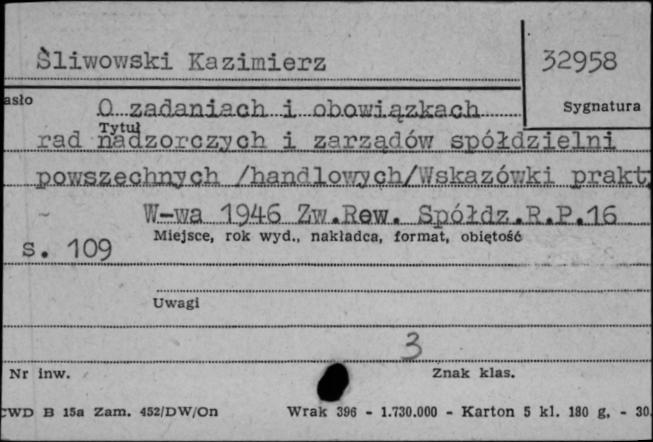 Śliwowski Kazimierz
32958
asło
Sygnatura
O zadaniach i obowiązkach
Tytuł
rad nadzorczych i zarządów spółdzielni
powszechnych /handlowych/Wskazówki prakt,
W-wa 1946 Zw.Rew. Spółdz.R.P.16
Miejsce, rok wyd., nakładca, format, objętość
s. 109
Uwagi
3
Nr inw.
Znak klas.
CWD B 15a Zam. 452/DW/On Wrak 396 - 1.730.000 - Karton 5 kl. 180 g, - 30.